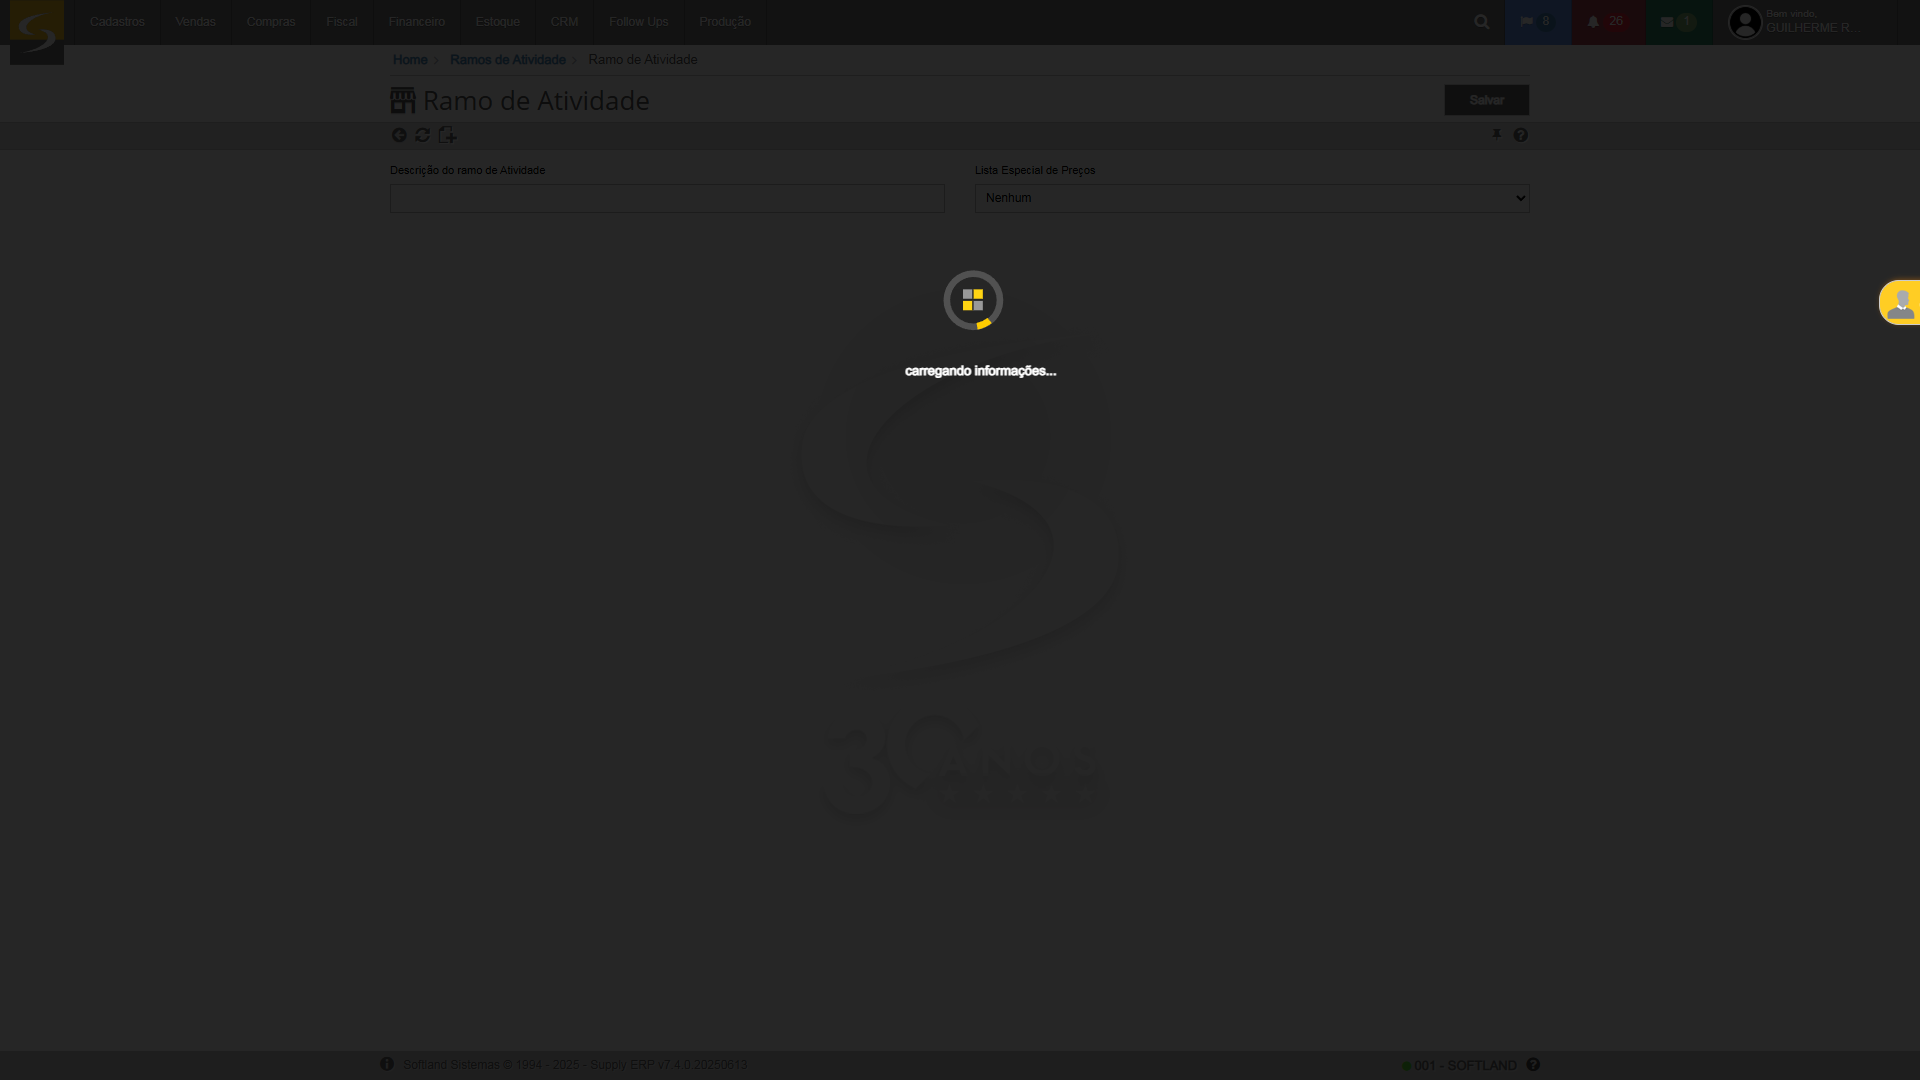 Cadastros Vendas Compras Fiscal Financeiro Estoque CRM Follow Ups Produção 8 26 1 Bem vindo,
GUILHERME R...
Home Ramos de Atividade Ramo de Atividade
Ramo de Atividade Salvar
Descrição do ramo de Atividade Lista Especial de Preços
Nenhum
carregando informações...
30 ANOS
Softland Sistemas © 1994 - 2025 - Supply ERP v7.4.0.20250613 001 - SOFTLAND